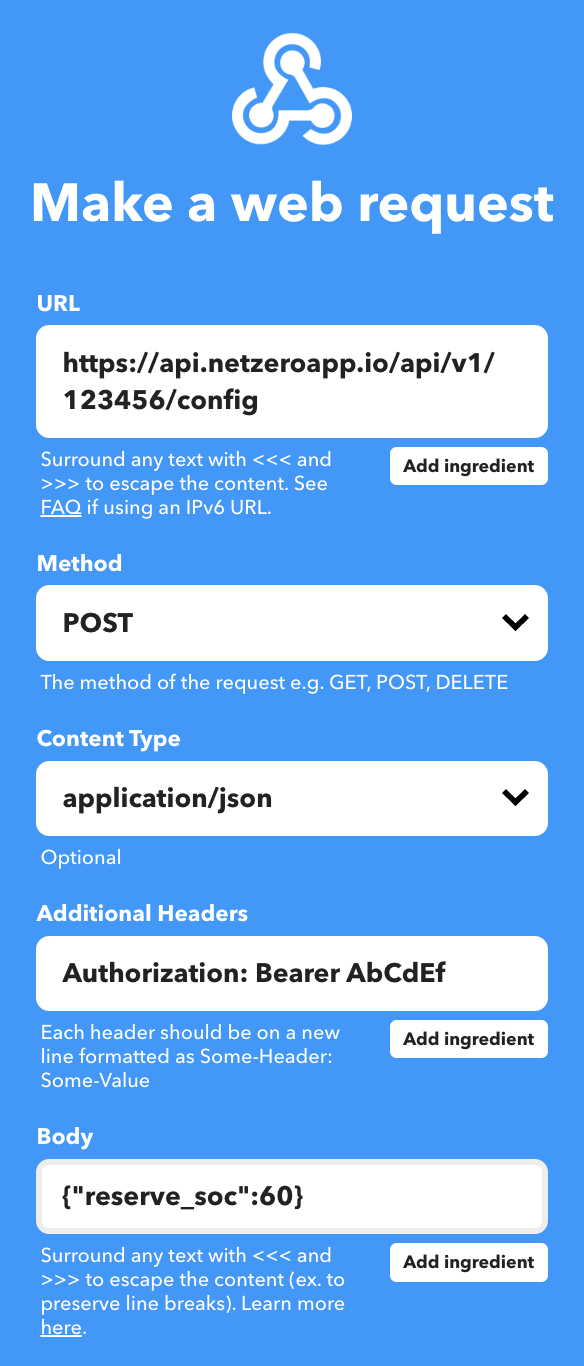 Make a web request
URL
https://api.netzeroapp.io/api/v1/
123456/config
Surround any text with <<< and
>>> to escape the content. See
FAQ if using an IPv6 URL.
Add ingredient
Method
POST
The method of the request e.g. GET, POST, DELETE
Content Type
application/json
Optional
Additional Headers
Authorization: Bearer AbCdEf
Each header should be on a new
line formatted as Some-Header:
Some-Value
Add ingredient
Body
{"reserve_soc":60}
Surround any text with <<< and
>>> to escape the content (ex. to
preserve line breaks). Learn more
here.
Add ingredient